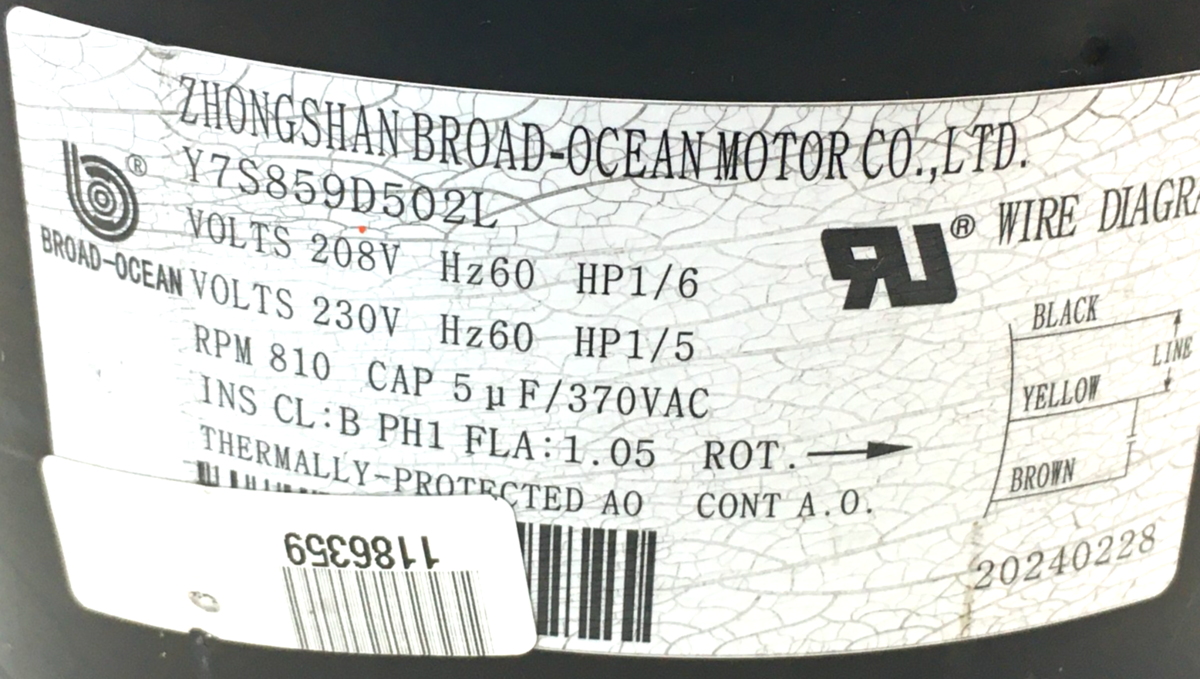 ZHONGSHAN BROAD-OCEAN MOTOR CO.,LTD.
Y7S859D502L
®
BROAD-OCEAN
VOLTS 208V Hz60 HP1/6
VOLTS 230V Hz60 HP1/5
RPM 810 CAP 5μF/370VAC
INS CL:B PH1 FLA:1.05 ROT.
THERMALLY-PROTECTED AO CONT A.O.
RU®
WIRE DIAGRA
BLACK
LINE
YELLOW
BROWN
20240228
1186359